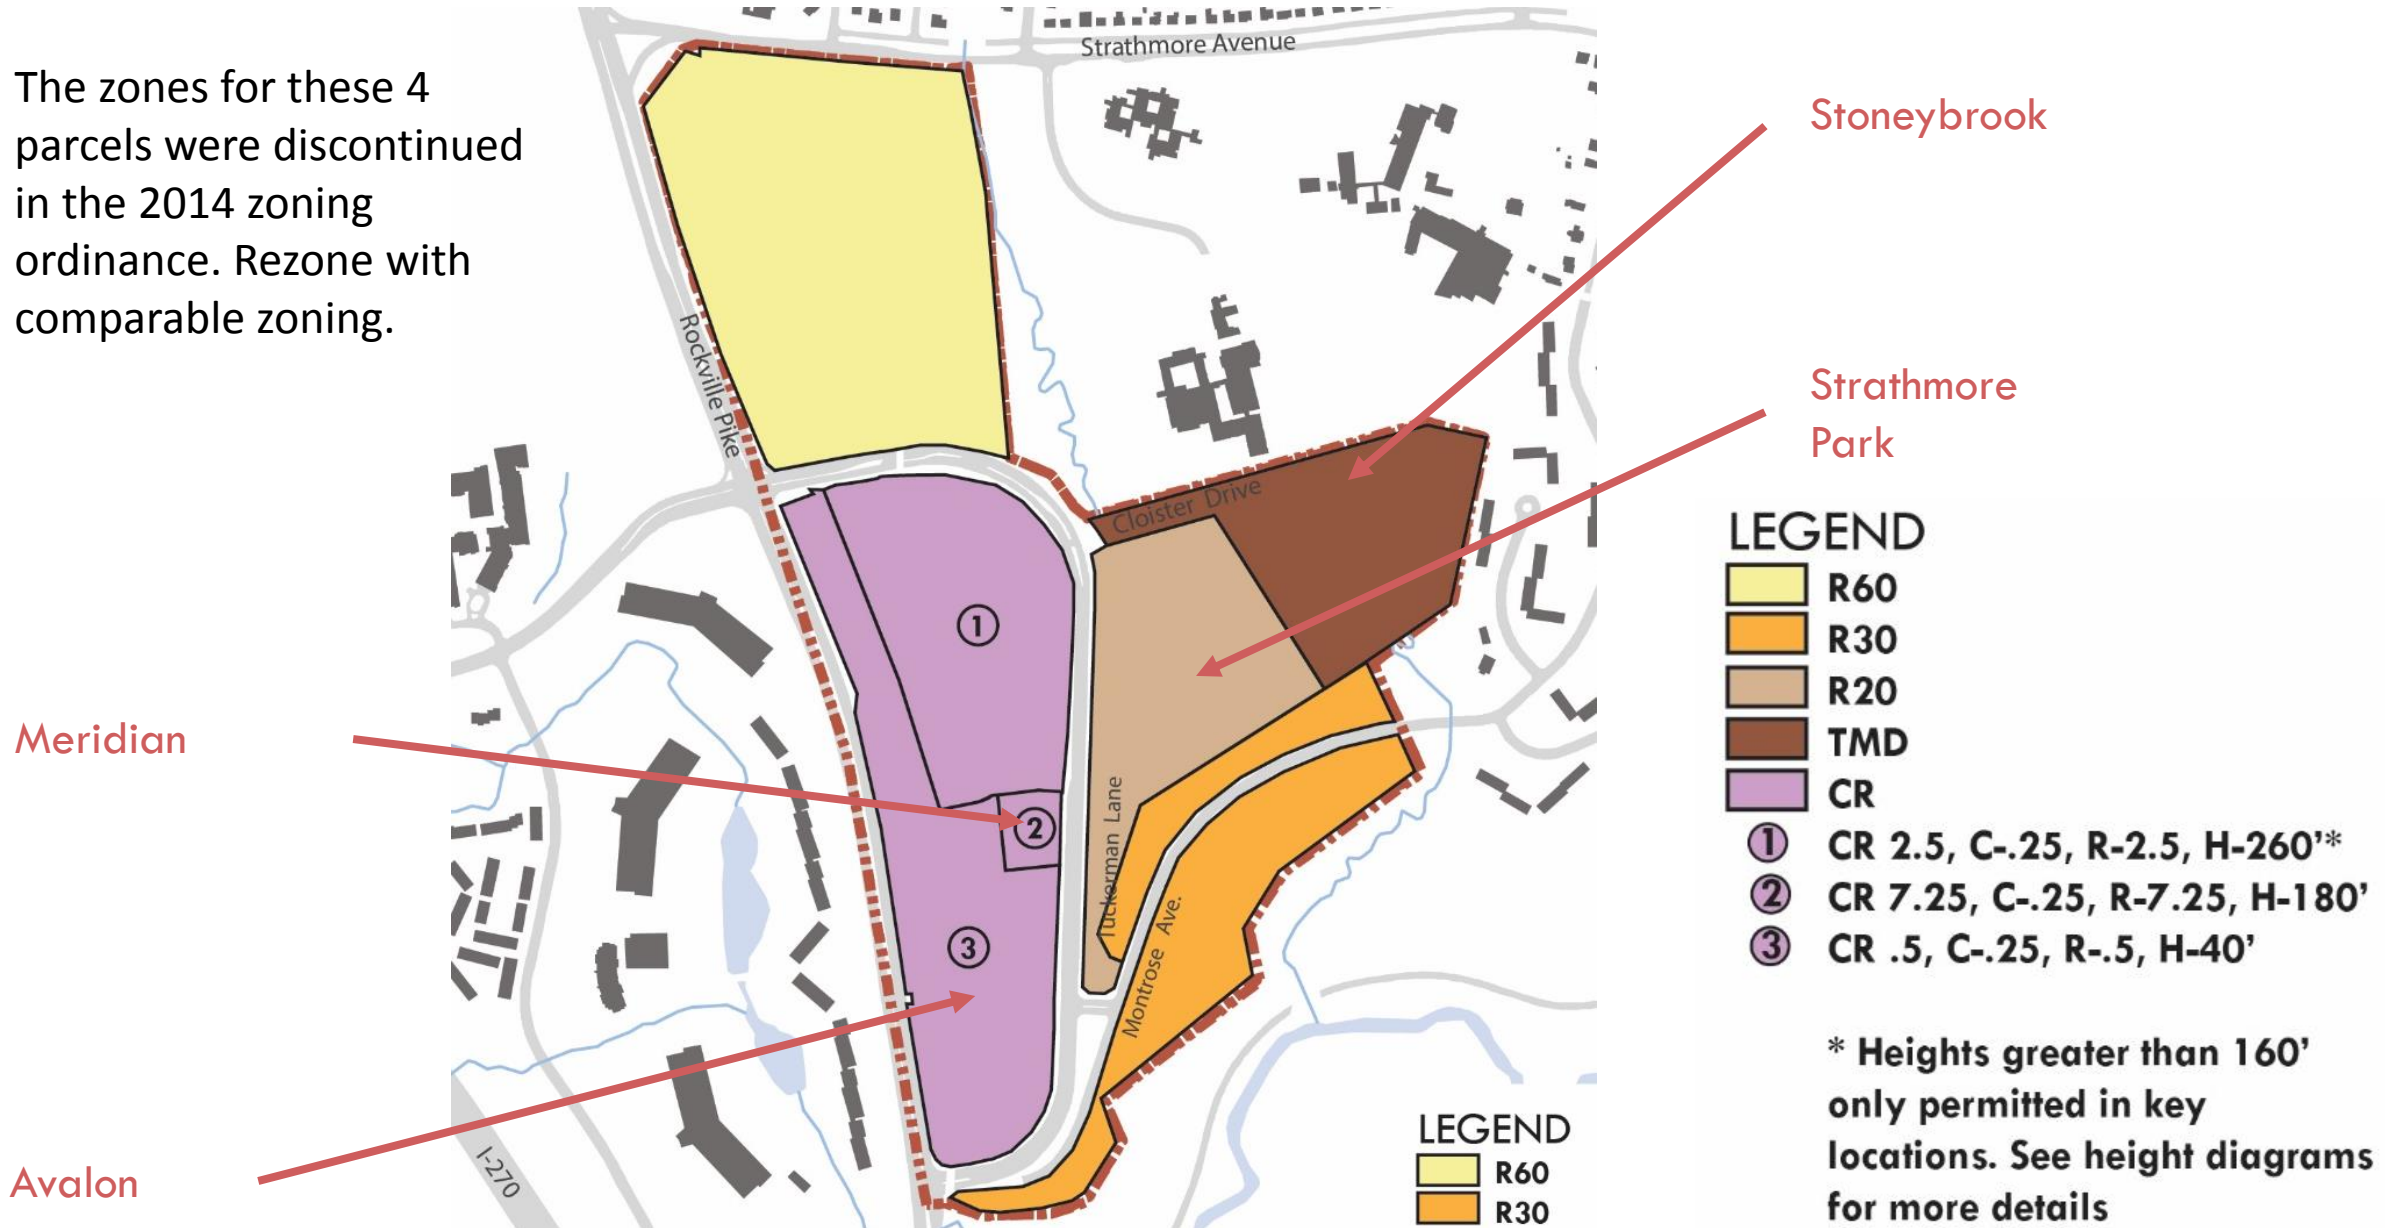 The zones for these 4
parcels were discontinued
in the 2014 zoning
ordinance. Rezone with
comparable zoning.
Strathmore Avenue
Rockville Pike
Cloister Drive
Tuckerman Lane
Montrose Ave.
I-270
1
2
3
Meridian
Avalon
Stoneybrook
Strathmore
Park
LEGEND
R60
R30
R20
TMD
CR
1 CR 2.5, C-.25, R-2.5, H-260'*
2 CR 7.25, C-.25, R-7.25, H-180'
3 CR .5, C-.25, R-.5, H-40'
* Heights greater than 160'
only permitted in key
locations. See height diagrams
for more details
LEGEND
R60
R30